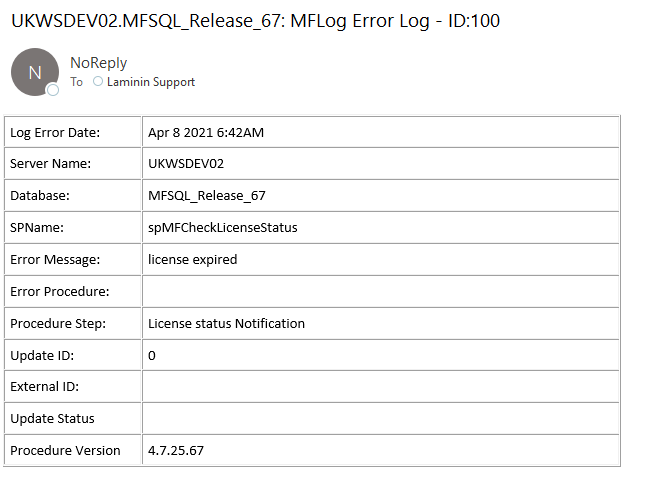 UKWSDEV02.MFSQL_Release_67: MFLog Error Log - ID:100
N
NoReply
To Laminin Support
Log Error Date: Apr 8 2021 6:42AM
Server Name: UKWSDEV02
Database: MFSQL_Release_67
SPName: spMFCheckLicenseStatus
Error Message: license expired
Error Procedure:
Procedure Step: License status Notification
Update ID: 0
External ID:
Update Status
Procedure Version 4.7.25.67